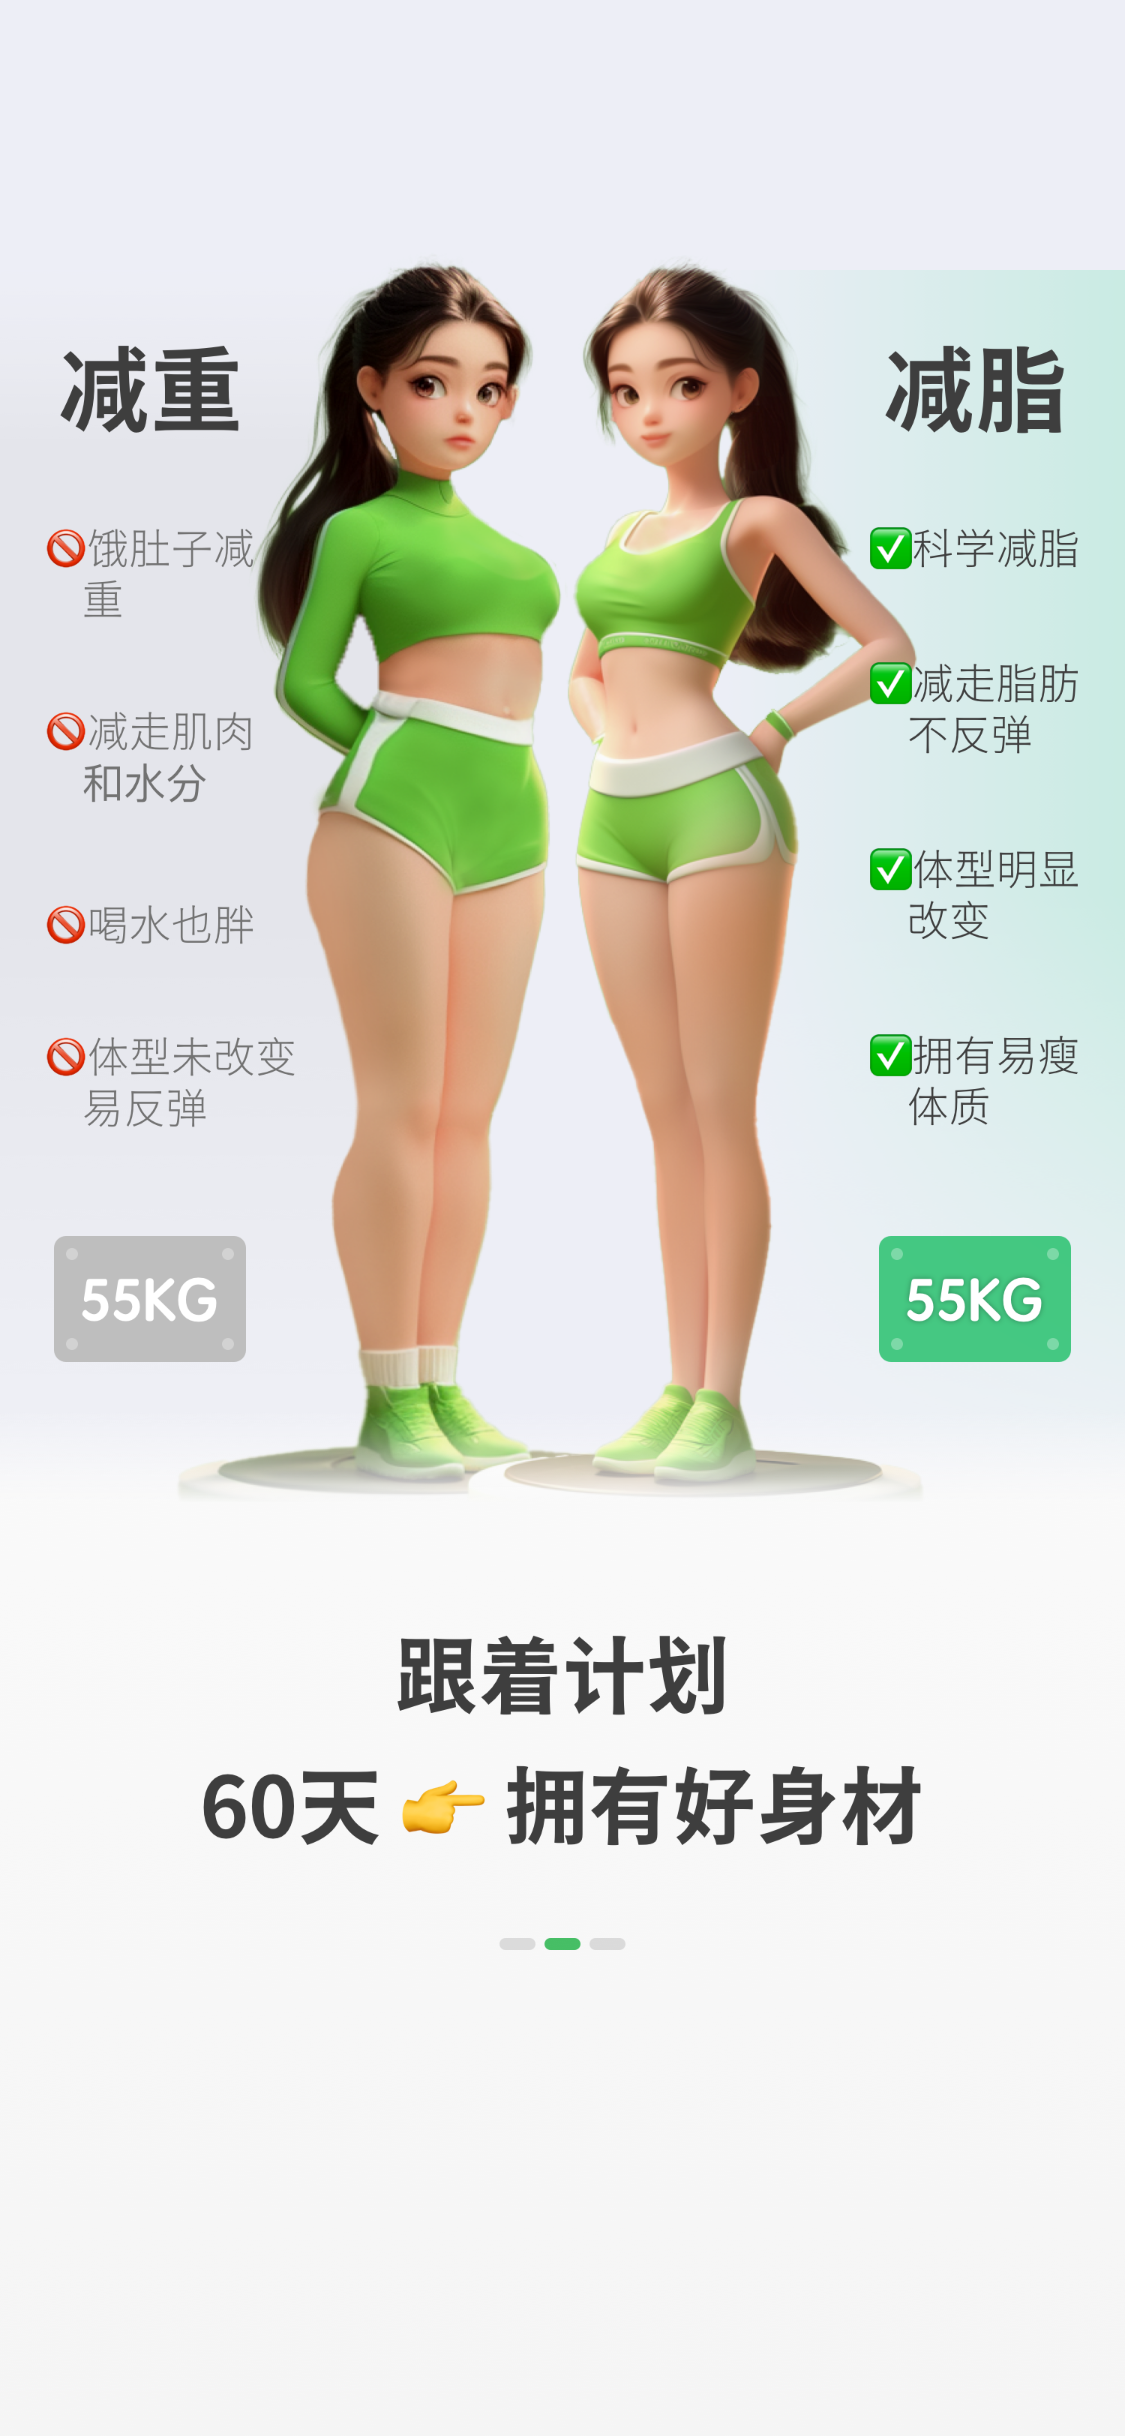 减重
🚫饿肚子减
重
🚫减走肌肉
和水分
🚫喝水也胖
🚫体型未改变
易反弹
55KG
减脂
✅科学减脂
✅减走脂肪
不反弹
✅体型明显
改变
✅拥有易瘦
体质
55KG
跟着计划
60天 👉 拥有好身材